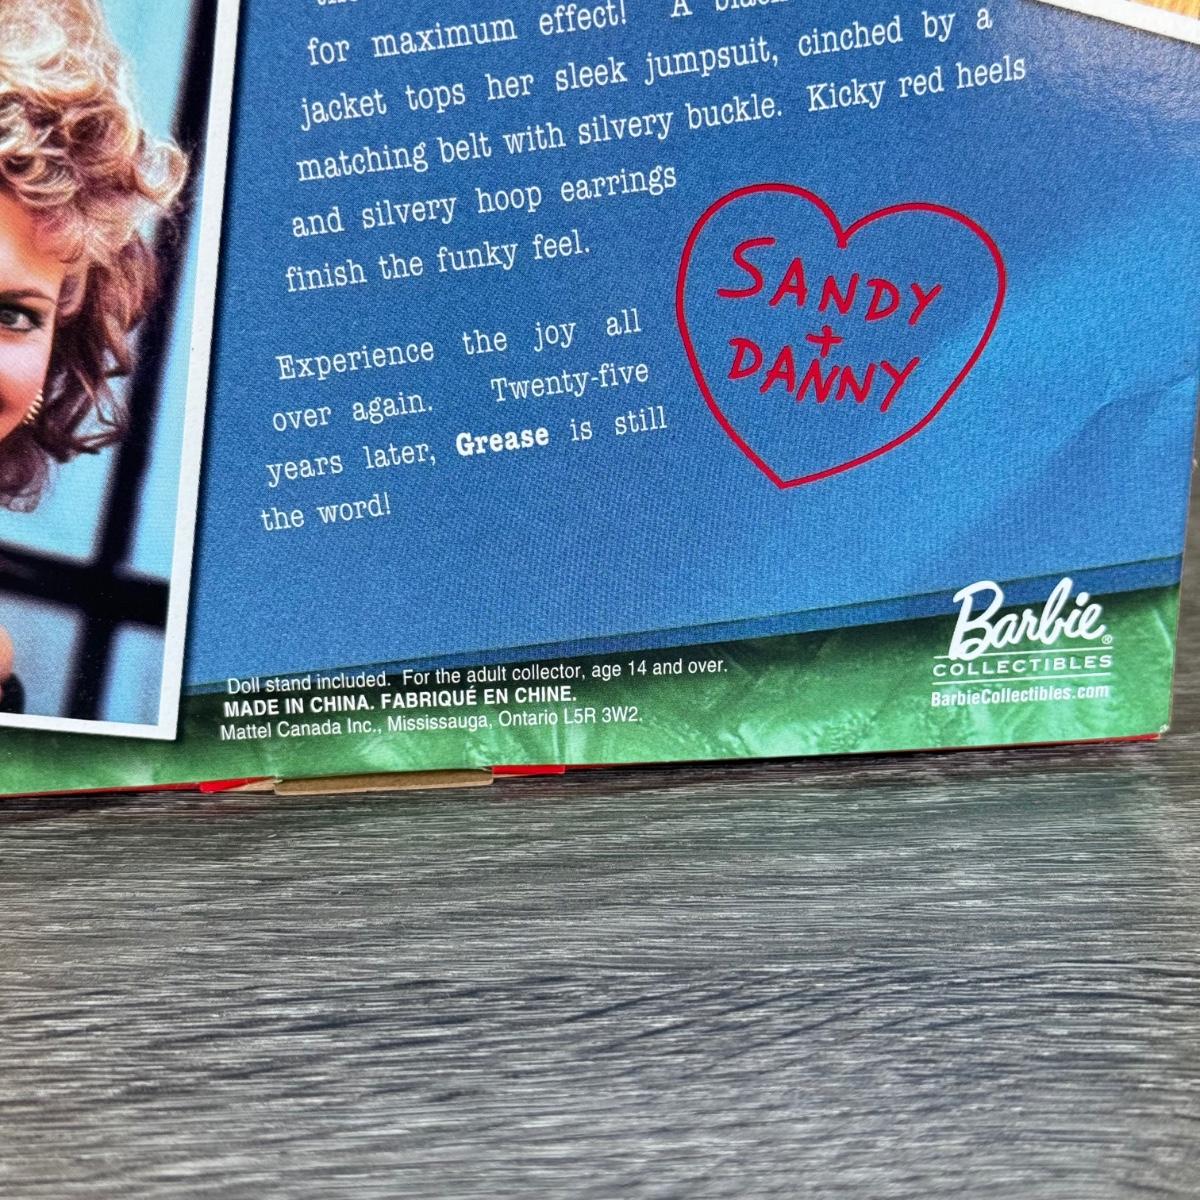 for maximum effect! A
jacket tops her sleek jumpsuit, cinched by a
matching belt with silvery buckle. Kicky red heels
and silvery hoop earrings
finish the funky feel.
Experience the joy all
over again. Twenty-five
years later, Grease is still
the word!
SANDY
+
DANNY
Doll stand included. For the adult collector, age 14 and over.
MADE IN CHINA. FABRIQUÉ EN CHINE.
Mattel Canada Inc., Mississauga, Ontario L5R 3W2.
Barbie®
COLLECTIBLES
BarbieCollectibles.com